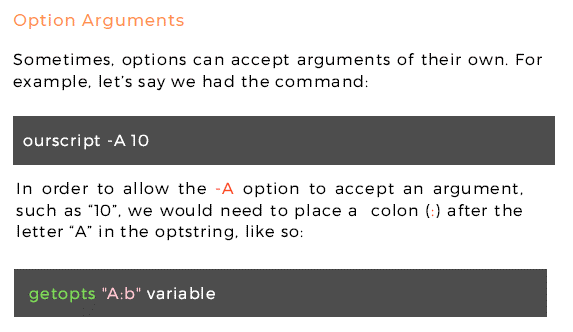 Option Arguments
Sometimes, options can accept arguments of their own. For
example, let's say we had the command:
ourscript -A 10
In order to allow the -A option to accept an argument,
such as “10”, we would need to place a colon (:) after the
letter “A” in the optstring, like so:
getopts "A:b" variable